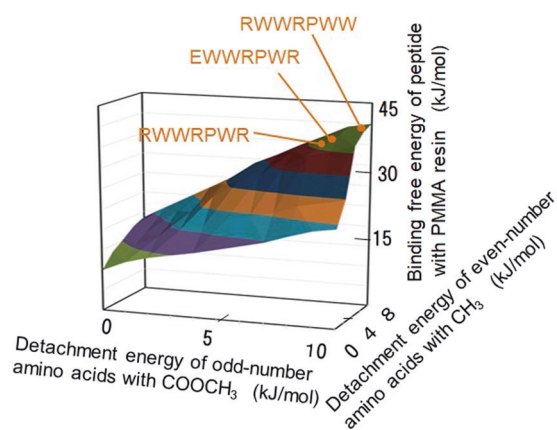 RWWRPWW
EWWRPWR
RWWRPWR
45
30
15
Binding free energy of peptide
with PMMA resin (kJ/mol)
0
5
10
0 4 8
Detachment energy of odd-number
amino acids with COOCH₃ (kJ/mol)
Detachment energy of even-number
amino acids with CH₃ (kJ/mol)